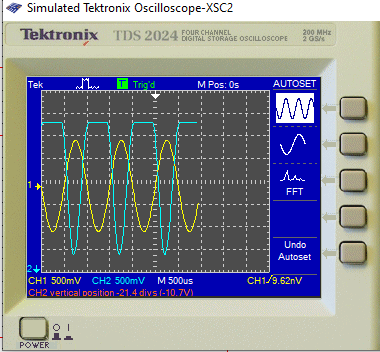 Simulated Tektronix Oscilloscope-XSC2
Tektronix TDS 2024 FOUR CHANNEL DIGITAL STORAGE OSCILLOSCOPE 200 MHz 2 GS/s
Tek T Trig'd M Pos: 0s AUTOSET
1
FFT
2
Undo
Autoset
CH1 500mV CH2 500mV M 500us CH1 9.62mV
CH2 vertical position -21.4 divs (-10.7V)
POWER